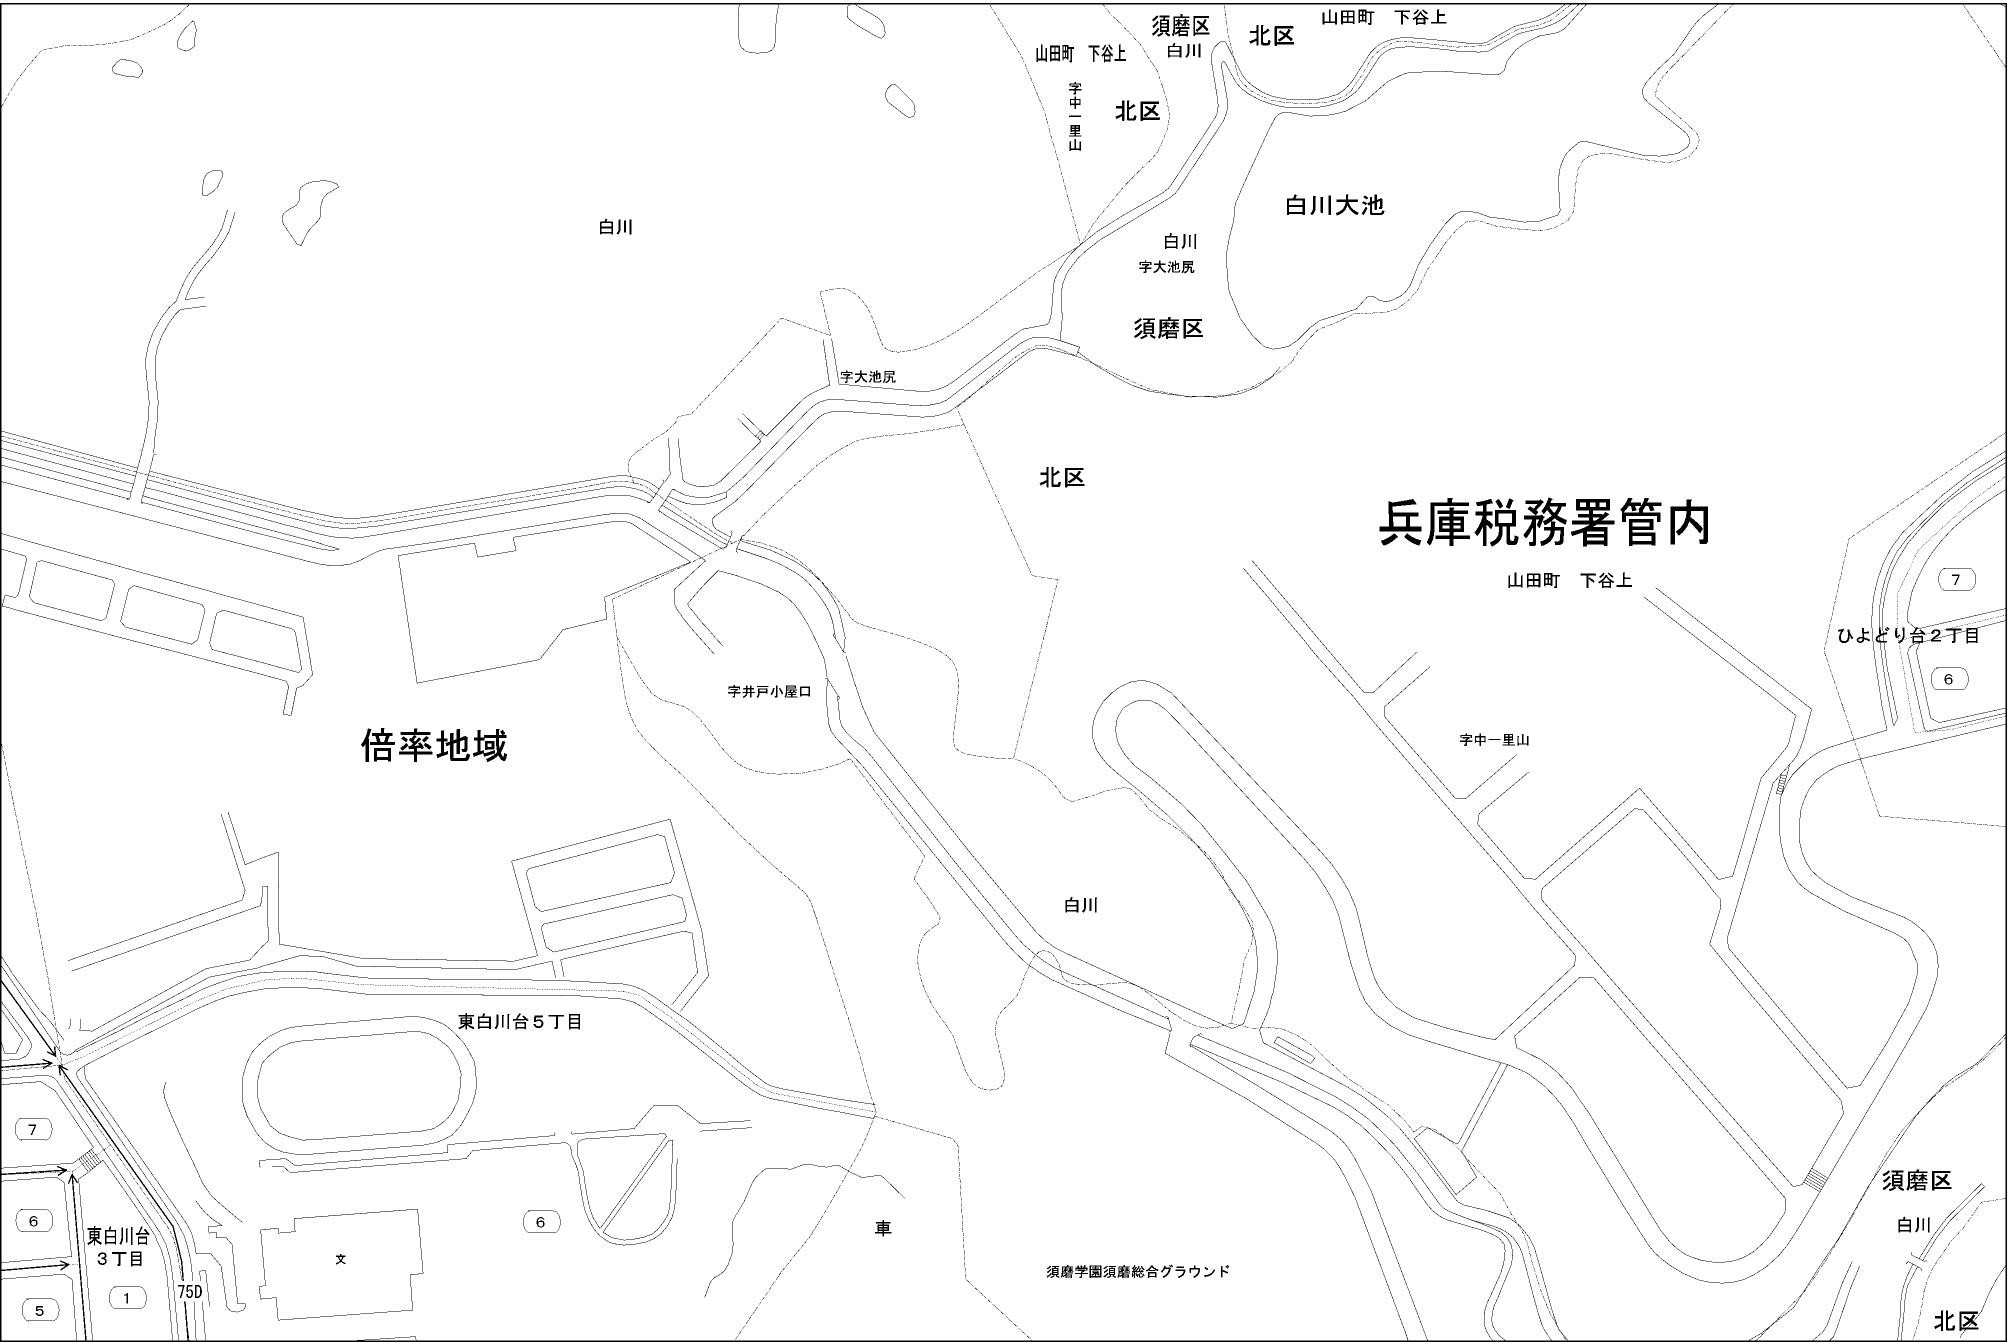 須磨区
白川
北区
山田町　下谷上
山田町　下谷上
字中一里山
北区
白川
白川大池
白川
字大池尻
須磨区
字大池尻
北区
兵庫税務署管内
山田町　下谷上
7
ひよどり台２丁目
6
字井戸小屋口
倍率地域
字中一里山
白川
東白川台５丁目
7
6
東白川台
３丁目
1
5
75D
文
6
車
須磨学園須磨総合グラウンド
須磨区
白川
北区